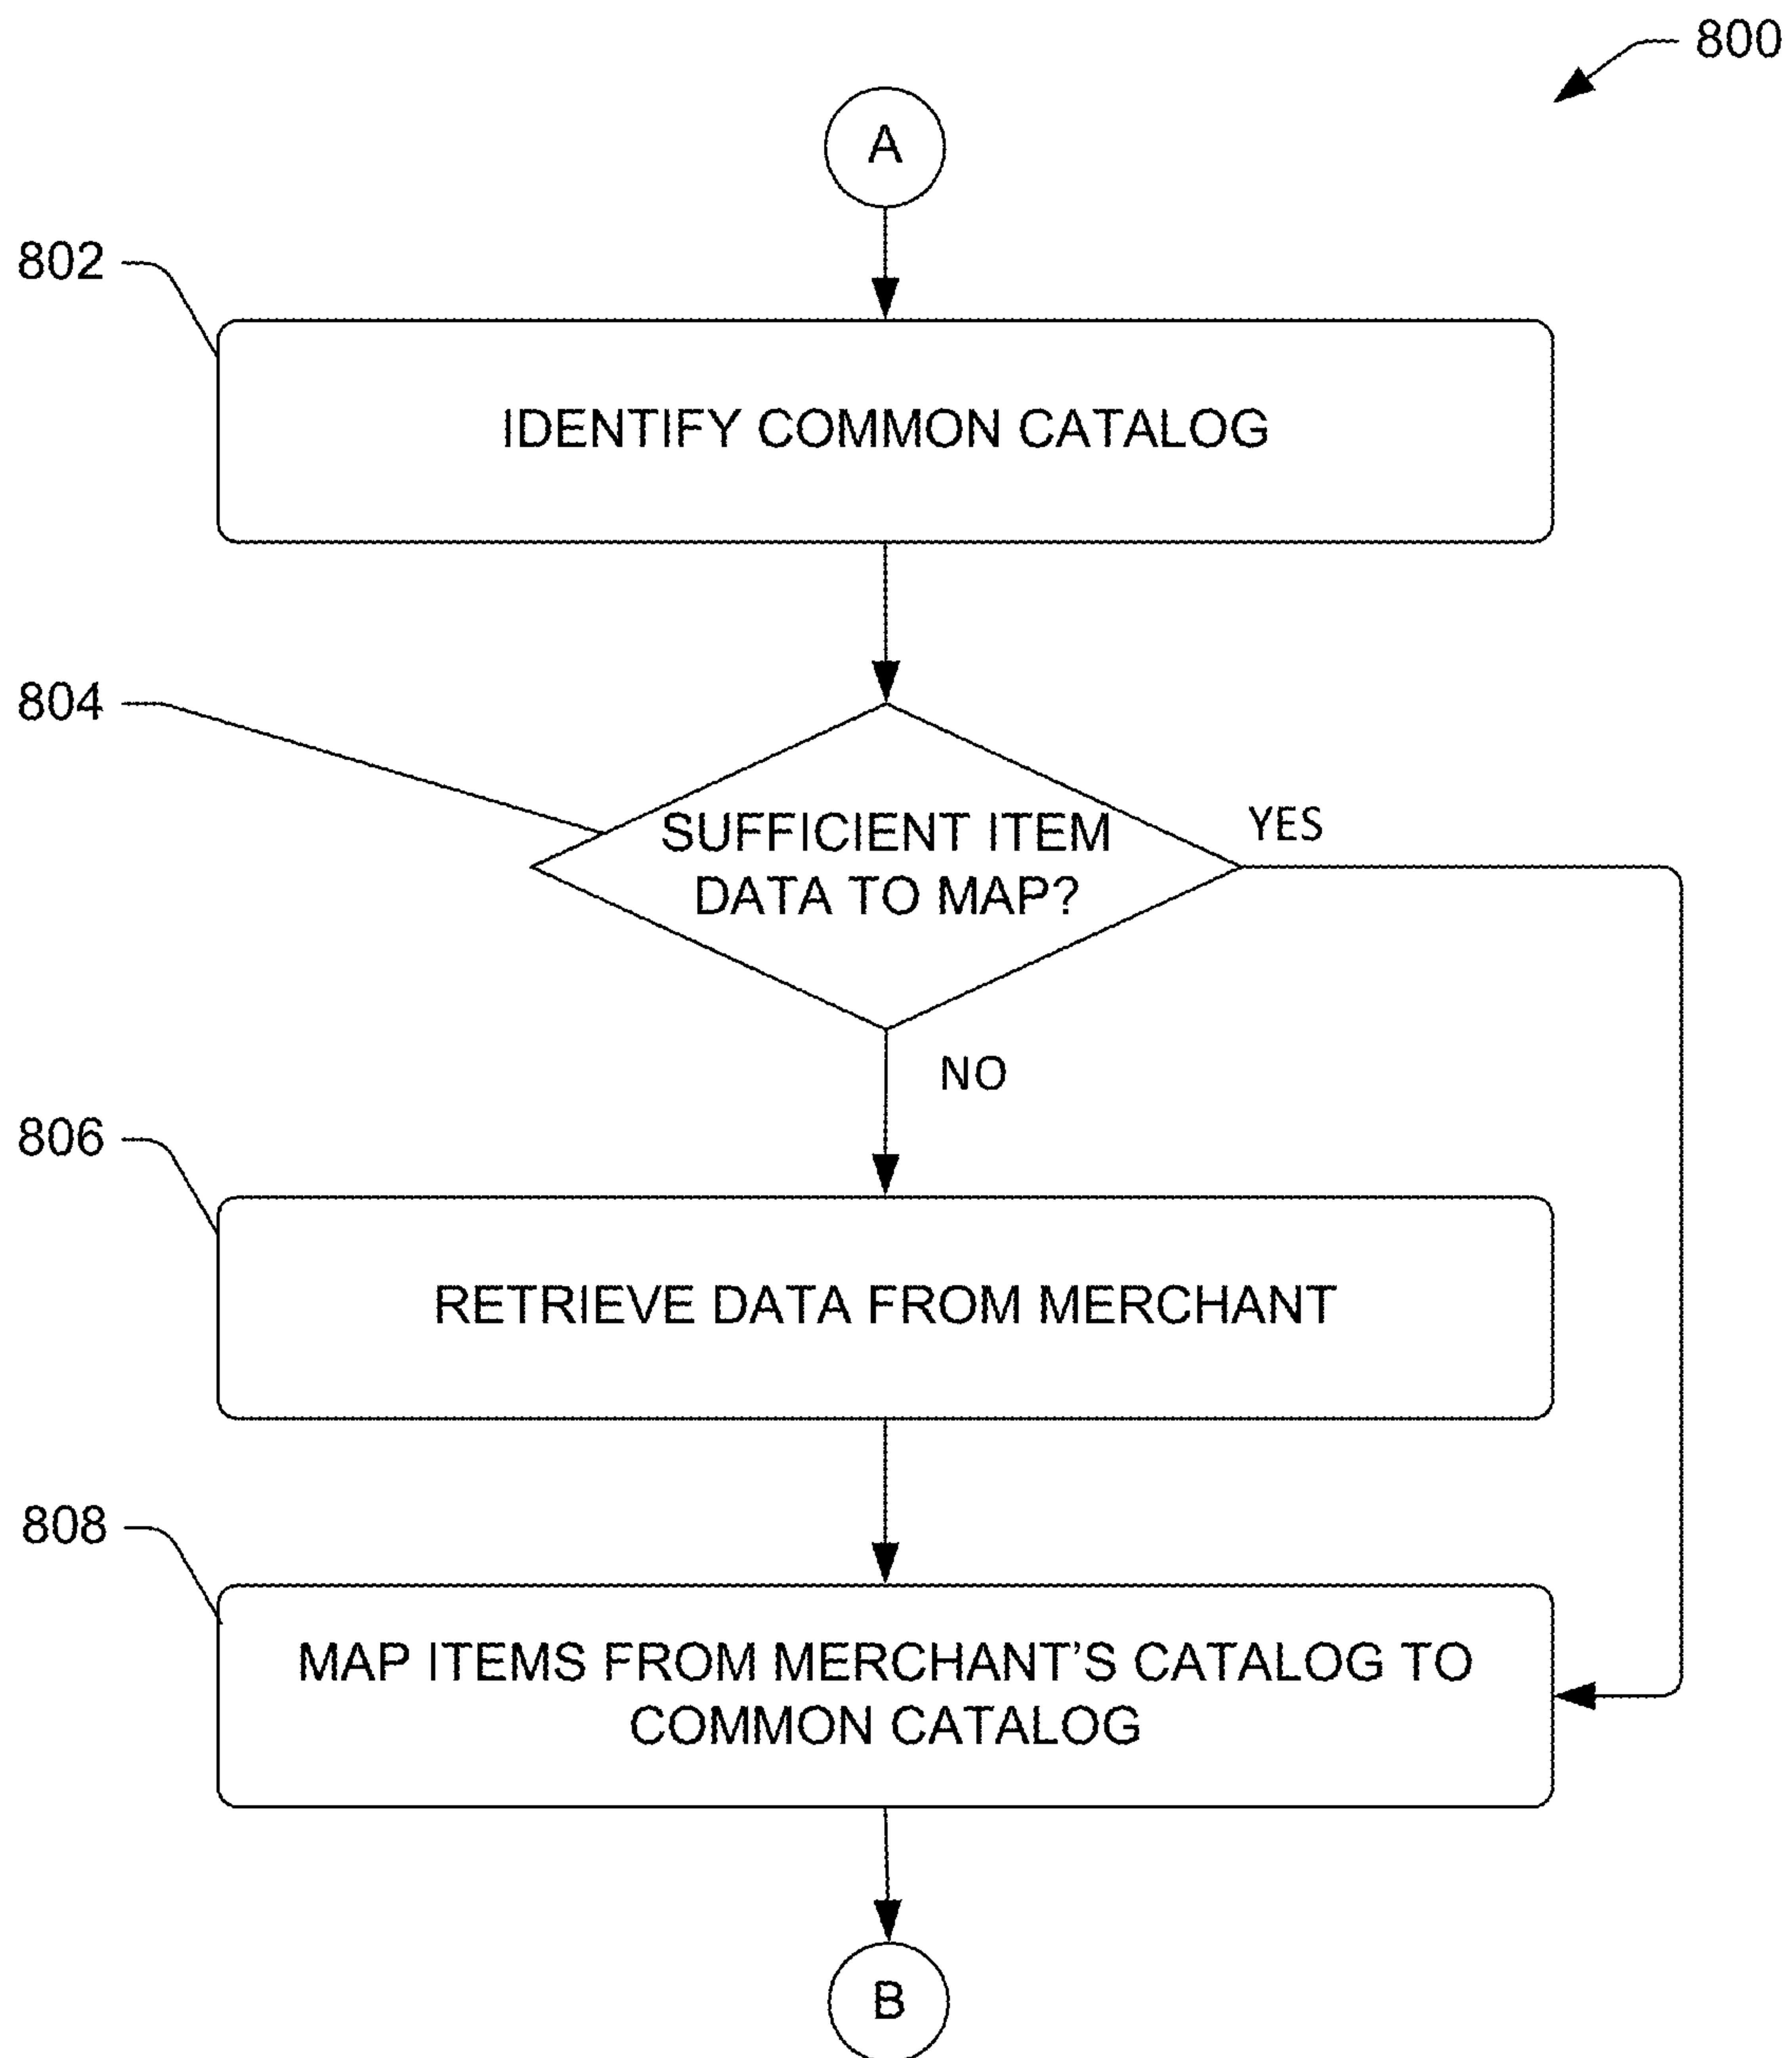 800
A
802
IDENTIFY COMMON CATALOG
804
SUFFICIENT ITEM
DATA TO MAP?
YES
NO
806
RETRIEVE DATA FROM MERCHANT
808
MAP ITEMS FROM MERCHANT'S CATALOG TO
COMMON CATALOG
B